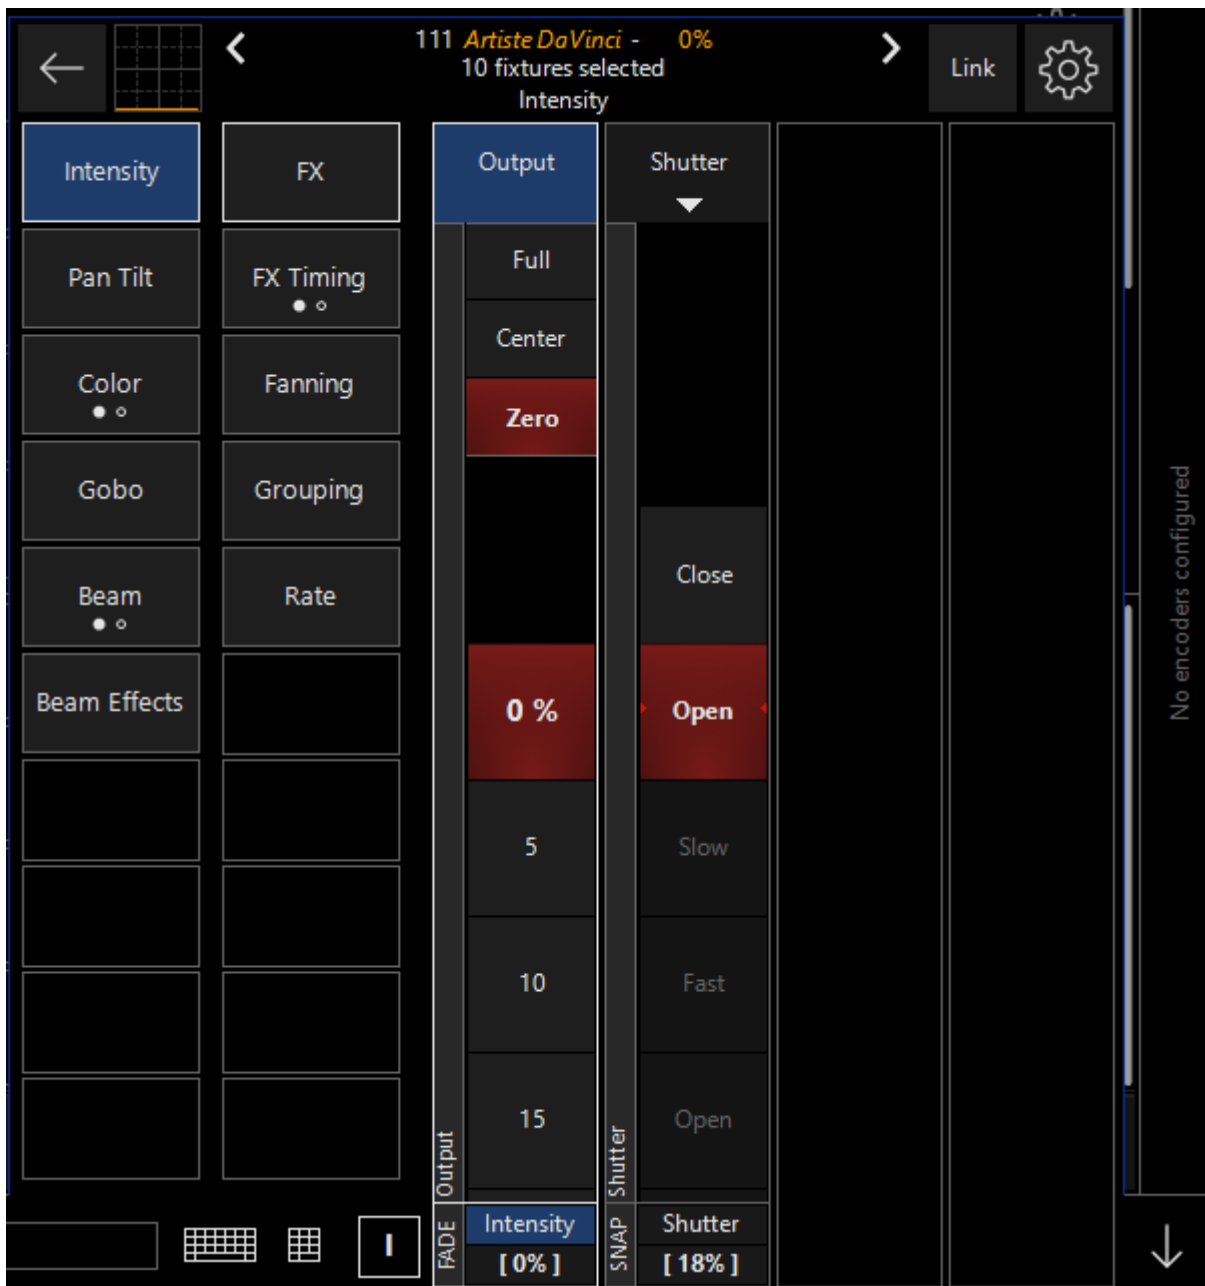 111 Artiste DaVinci - 0%
10 fixtures selected
Intensity
Link
Intensity
FX
Output
Shutter
Pan Tilt
FX Timing
Full
Center
Color
Fanning
Zero
Gobo
Grouping
Close
Beam
Rate
Beam Effects
0 %
Open
5
Slow
10
Fast
15
Open
Output
Shutter
FADE
Intensity
[ 0% ]
SNAP
Shutter
[ 18% ]
I
No encoders configured